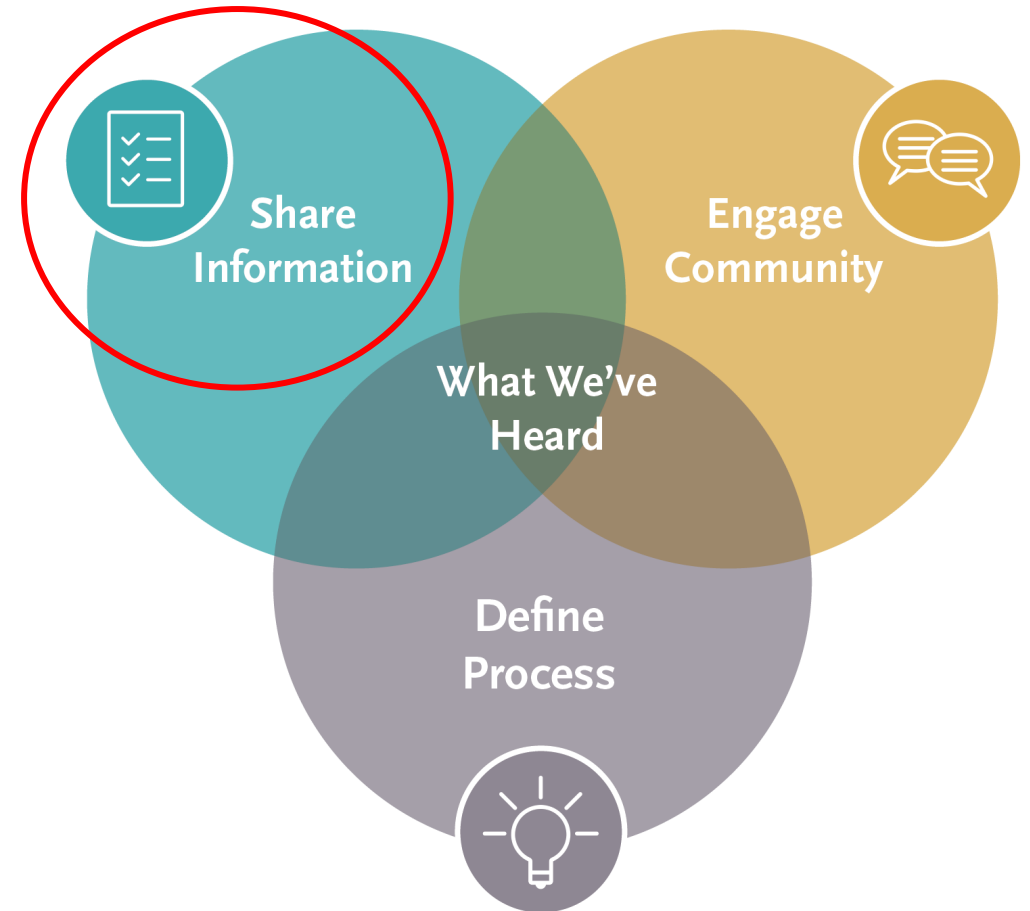 Share
Information
Engage
Community
What We’ve
Heard
Define
Process